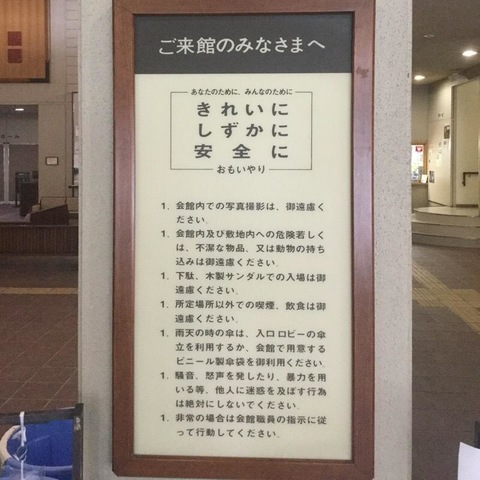 ご来館のみなさまへ
あなたのために、みんなのために
きれいに
しずかに
安全に
おもいやり
1. 会館内での写真撮影は、御遠慮く
ださい。
1. 会館内及び敷地内への危険若しく
は、不潔な物品、又は動物の持ち
込みは御遠慮ください。
1. 下駄、木製サンダルでの入場は御
遠慮ください。
1. 所定場所以外での喫煙、飲食は御
遠慮ください。
1. 雨天の時の傘は、入口ロビーの傘
立を利用するか、会館で用意する
ビニール製傘袋を御利用ください。
1. 騒音、怒声を発したり、暴力を用
いる等、他人に迷惑を及ぼす行為
は絶対にしないでください。
1. 非常の場合は会館職員の指示に従
って行動してください。